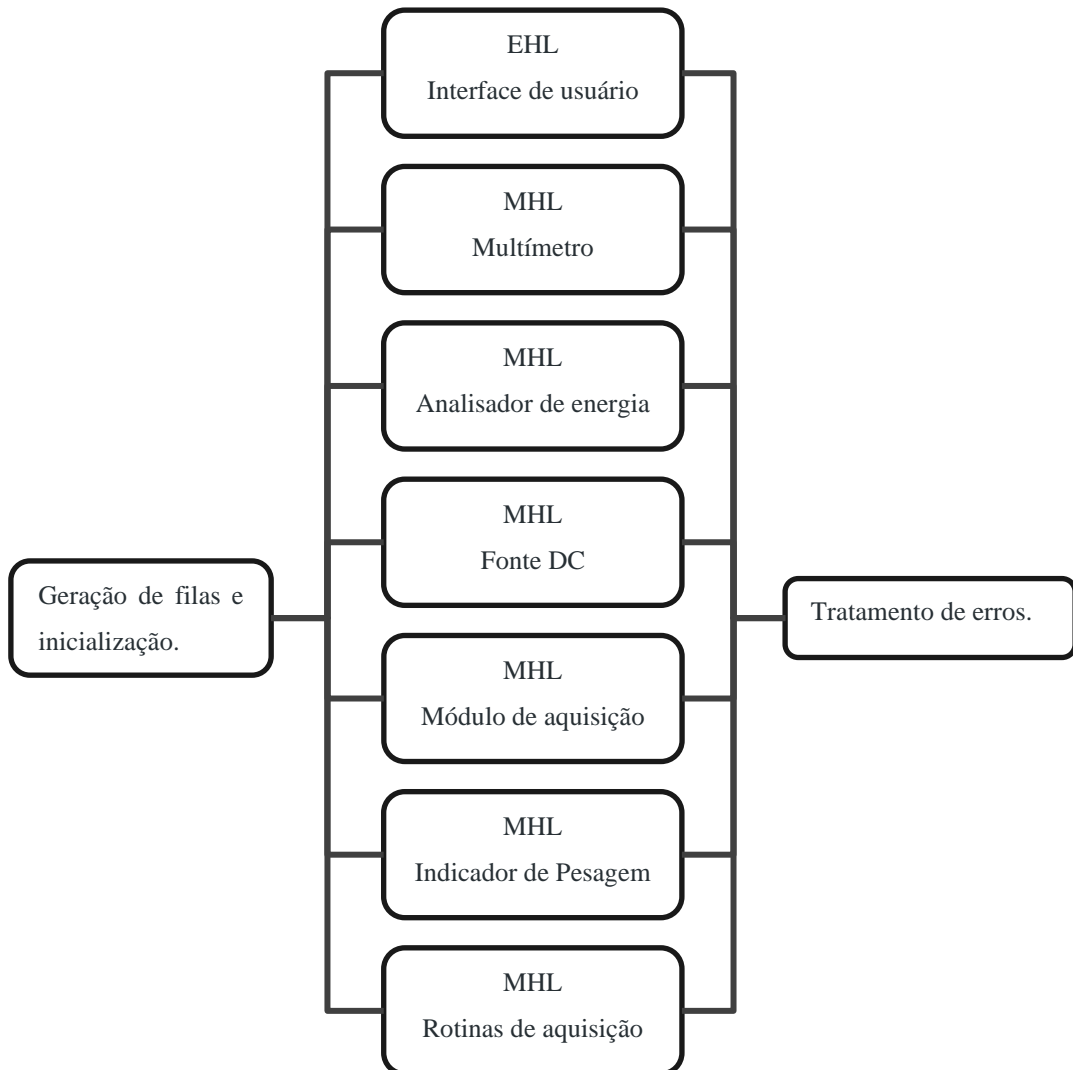 EHL
Interface de usuário
MHL
Multímetro
MHL
Analisador de energia
MHL
Fonte DC
Geração de filas e
inicialização.
Tratamento de erros.
MHL
Módulo de aquisição
MHL
Indicador de Pesagem
MHL
Rotinas de aquisição